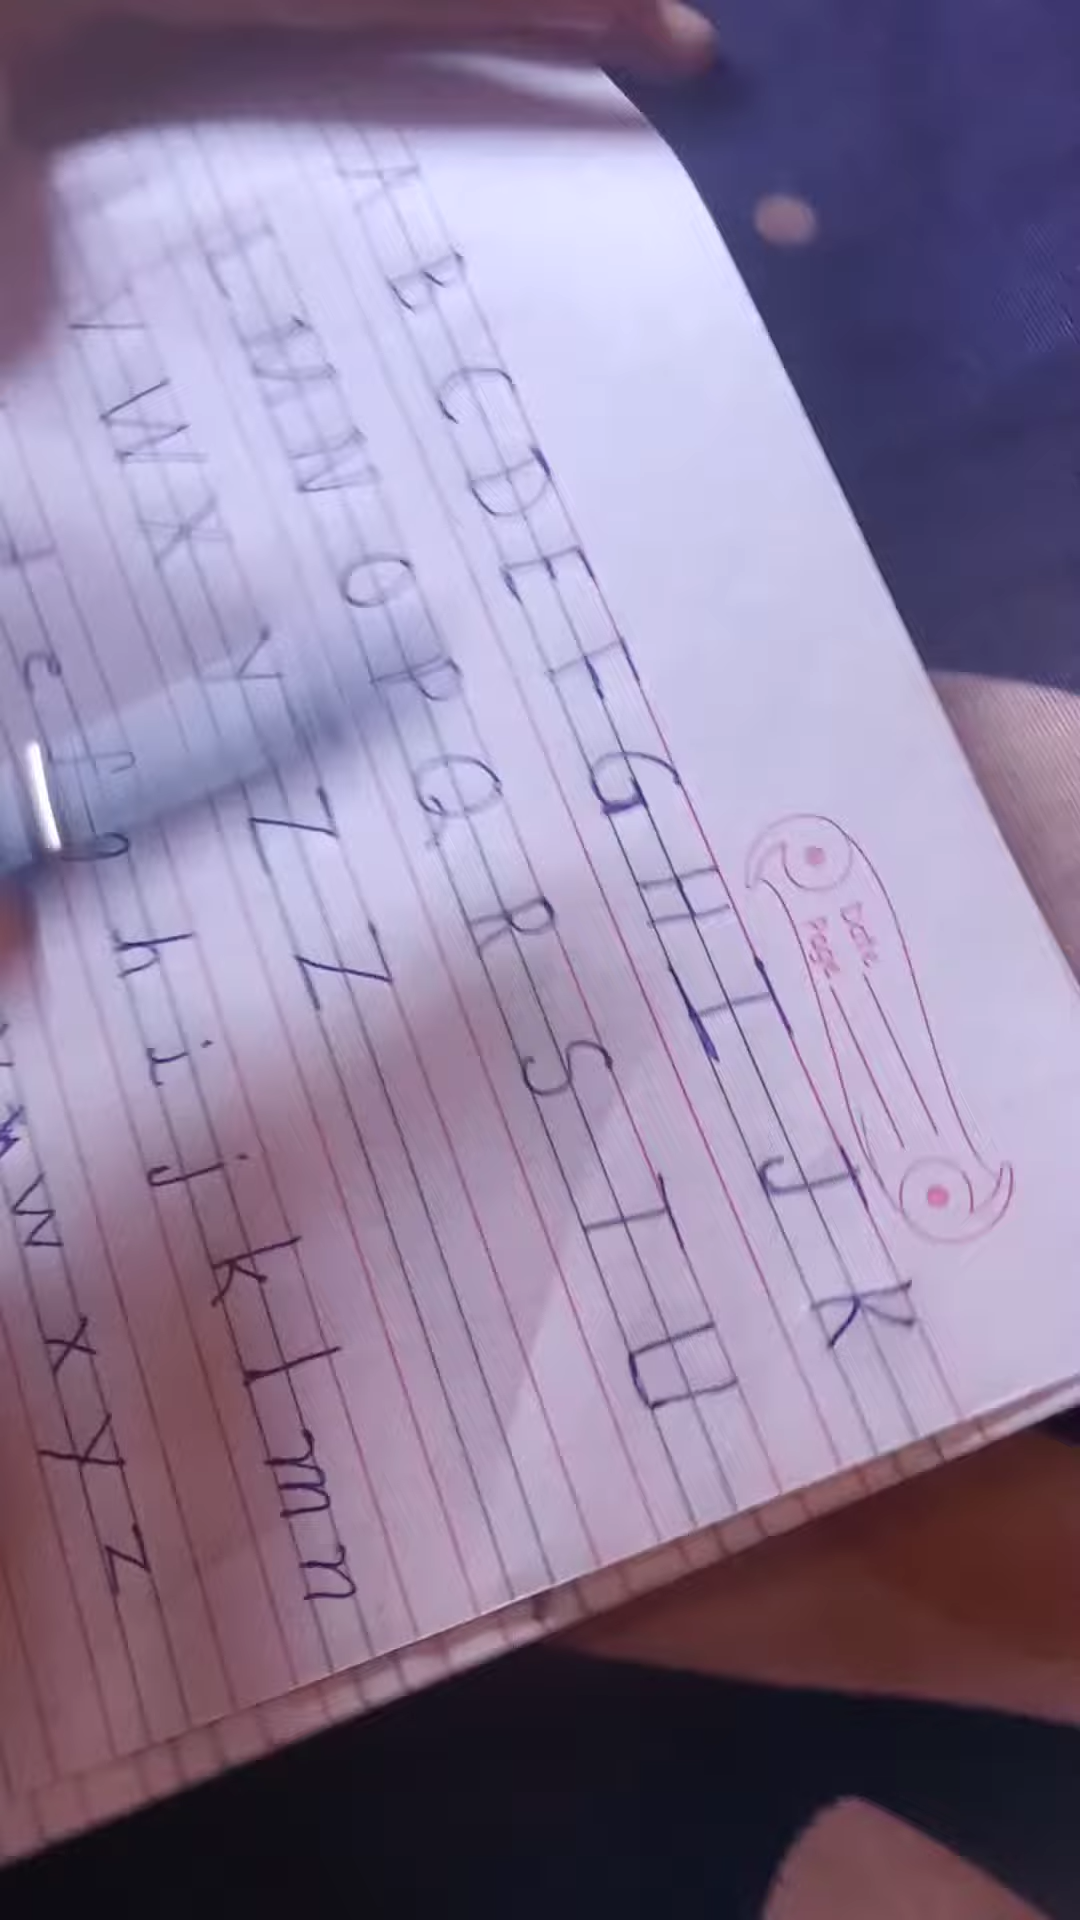 Date.
Page.
A B C D E F G H I J K
L M N O P Q R S T U
V W X Y Z Z
d e f g h i j k l m n
w x y z